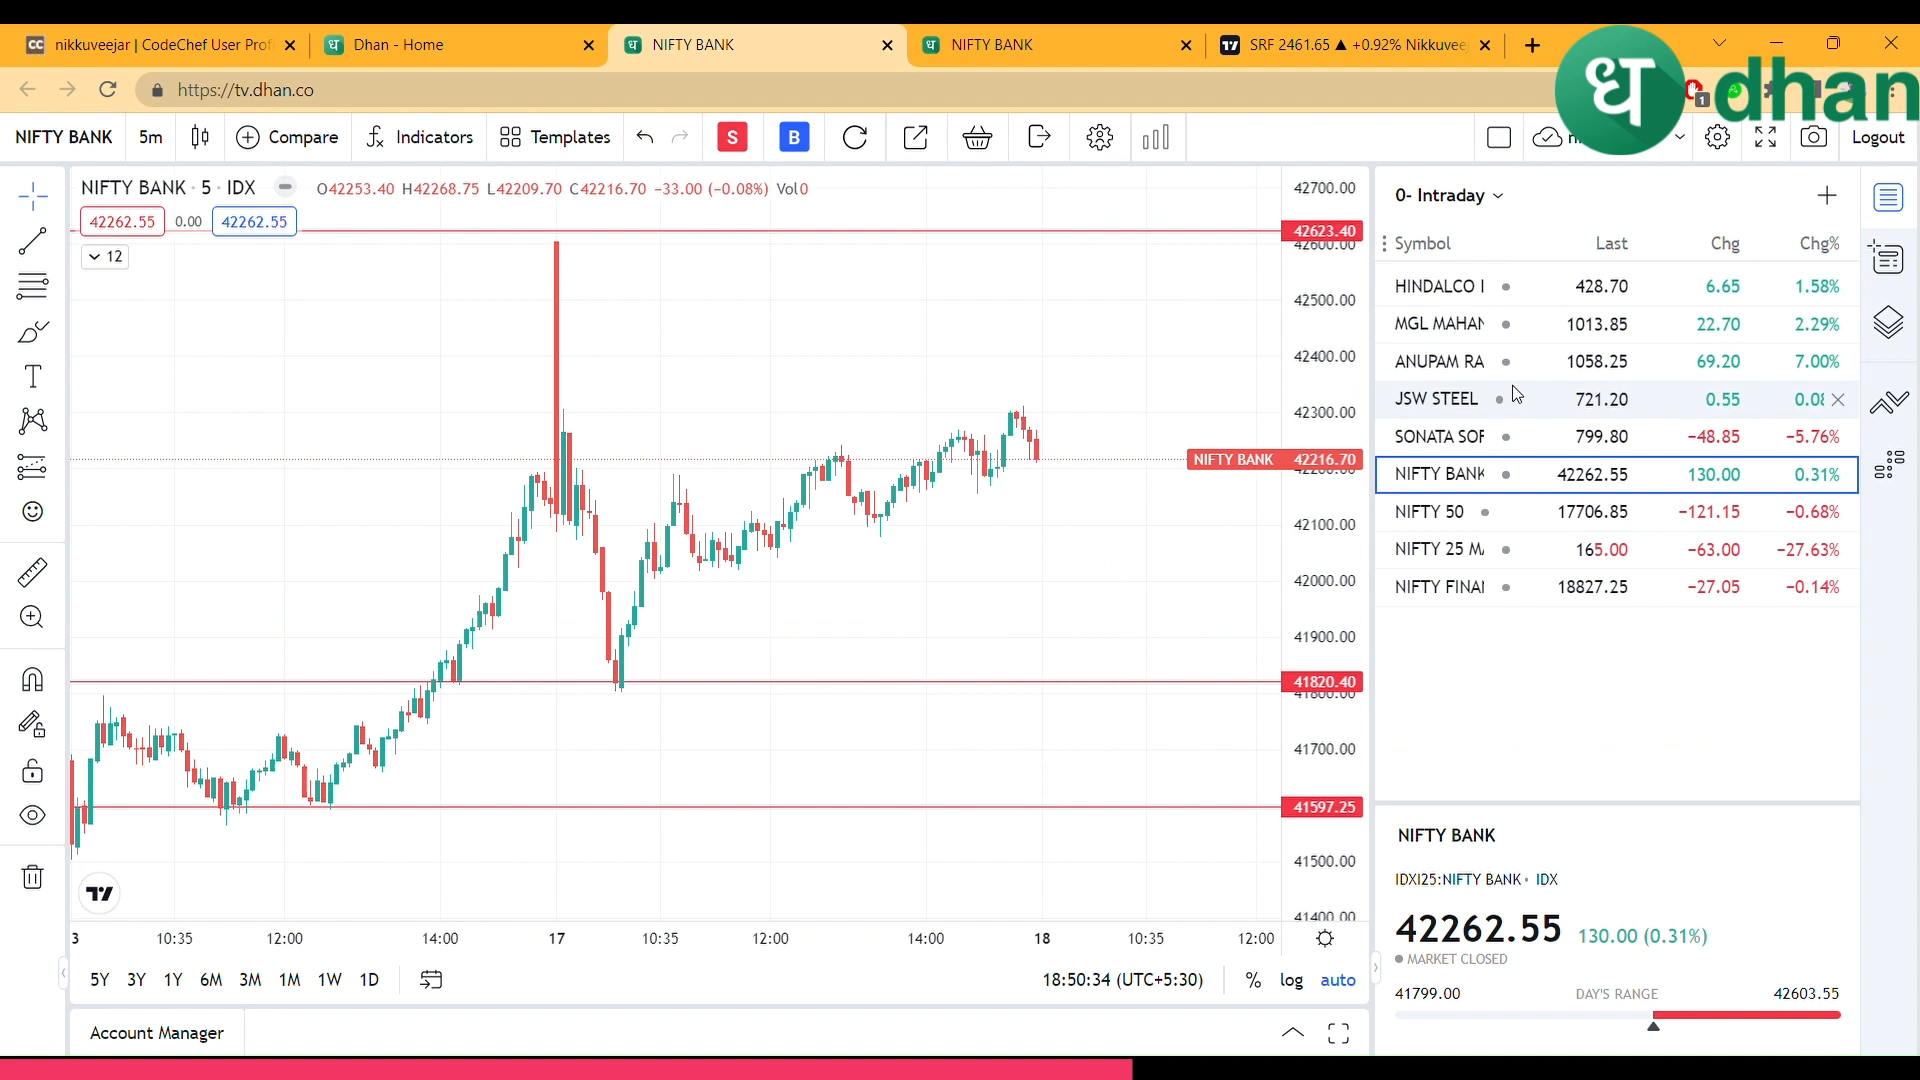 nikkuveejar | CodeChef User Prof
Dhan - Home
NIFTY BANK
NIFTY BANK
SRF 2461.65 ▲ +0.92% Nikkuvee
https://tv.dhan.co
1
ध dhan
NIFTY BANK 5m Compare Indicators Templates S B Logout
NIFTY BANK · 5 · IDX O42253.40 H42268.75 L42209.70 C42216.70 −33.00 (−0.08%) Vol0
42262.55 0.00 42262.55
12
42700.00
42623.40
42600.00
42500.00
42400.00
42300.00
NIFTY BANK 42216.70
42200.00
42100.00
42000.00
41900.00
41820.40
41800.00
41700.00
41597.25
41500.00
41400.00
3 10:35 12:00 14:00 17 10:35 12:00 14:00 18 10:35 12:00
5Y 3Y 1Y 6M 3M 1M 1W 1D 18:50:34 (UTC+5:30) % log auto
Account Manager
0- Intraday
Symbol Last Chg Chg%
HINDALCO I 428.70 6.65 1.58%
MGL MAHAN 1013.85 22.70 2.29%
ANUPAM RA 1058.25 69.20 7.00%
JSW STEEL 721.20 0.55 0.08
SONATA SOF 799.80 −48.85 −5.76%
NIFTY BANK 42262.55 130.00 0.31%
NIFTY 50 17706.85 −121.15 −0.68%
NIFTY 25 M 165.00 −63.00 −27.63%
NIFTY FINAI 18827.25 −27.05 −0.14%
NIFTY BANK
IDXI25:NIFTY BANK · IDX
42262.55 130.00 (0.31%)
MARKET CLOSED
41799.00 DAY'S RANGE 42603.55